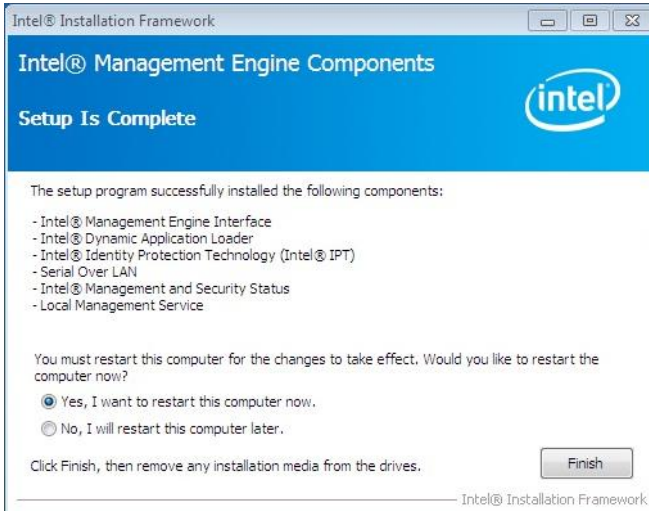 Intel® Installation Framework
Intel® Management Engine Components
intel
Setup Is Complete
The setup program successfully installed the following components:
- Intel® Management Engine Interface
- Intel® Dynamic Application Loader
- Intel® Identity Protection Technology (Intel® IPT)
- Serial Over LAN
- Intel® Management and Security Status
- Local Management Service
You must restart this computer for the changes to take effect. Would you like to restart the
computer now?
Yes, I want to restart this computer now.
No, I will restart this computer later.
Click Finish, then remove any installation media from the drives.
Finish
Intel® Installation Framework